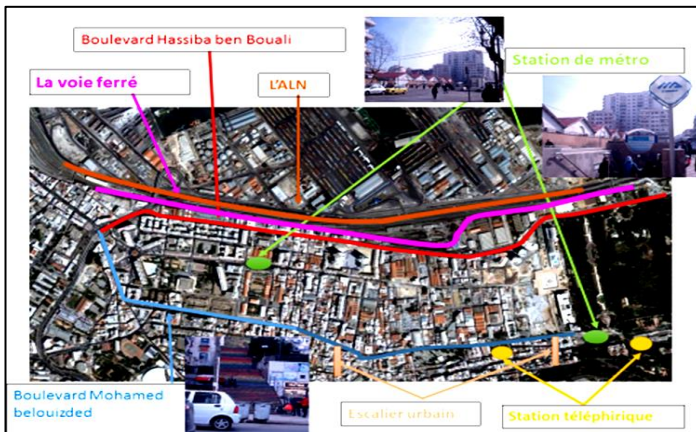 Boulevard Hassiba ben Bouali
Station de métro
La voie ferré
L'ALN
Boulevard Mohamed
belouizded
Escalier urbain
Station téléphirique